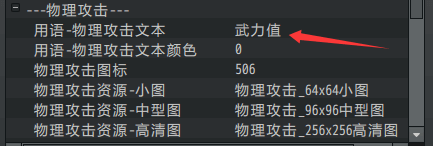 ---物理攻击---
用语-物理攻击文本 武力值
用语-物理攻击文本颜色 0
物理攻击图标 506
物理攻击资源-小图 物理攻击_64x64小图
物理攻击资源-中型图 物理攻击_96x96中型图
物理攻击资源-高清图 物理攻击_256x256高清图